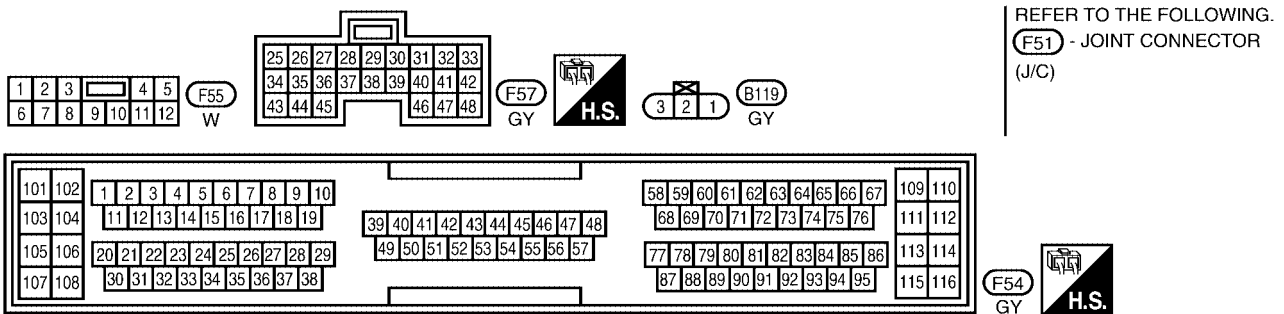 REFER TO THE FOLLOWING.
F51 - JOINT CONNECTOR
(J/C)
1 2 3 4 5
6 7 8 9 10 11 12
F55
W
25 26 27 28 29 30 31 32 33
34 35 36 37 38 39 40 41 42
43 44 45 46 47 48
F57
GY
H.S.
3 2 1
B119
GY
101 102
103 104
105 106
107 108
1 2 3 4 5 6 7 8 9 10
11 12 13 14 15 16 17 18 19
20 21 22 23 24 25 26 27 28 29
30 31 32 33 34 35 36 37 38
39 40 41 42 43 44 45 46 47 48
49 50 51 52 53 54 55 56 57
58 59 60 61 62 63 64 65 66 67
68 69 70 71 72 73 74 75 76
77 78 79 80 81 82 83 84 85 86
87 88 89 90 91 92 93 94 95
109 110
111 112
113 114
115 116
F54
GY
H.S.